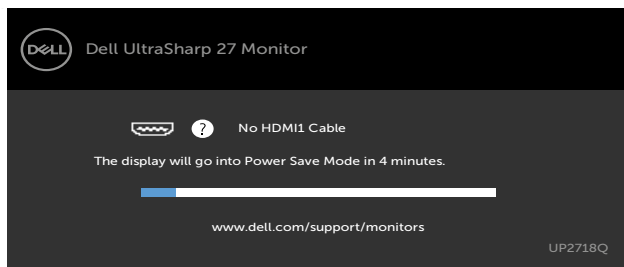 DELL
Dell UltraSharp 27 Monitor
? No HDMI1 Cable
The display will go into Power Save Mode in 4 minutes.
www.dell.com/support/monitors
UP2718Q